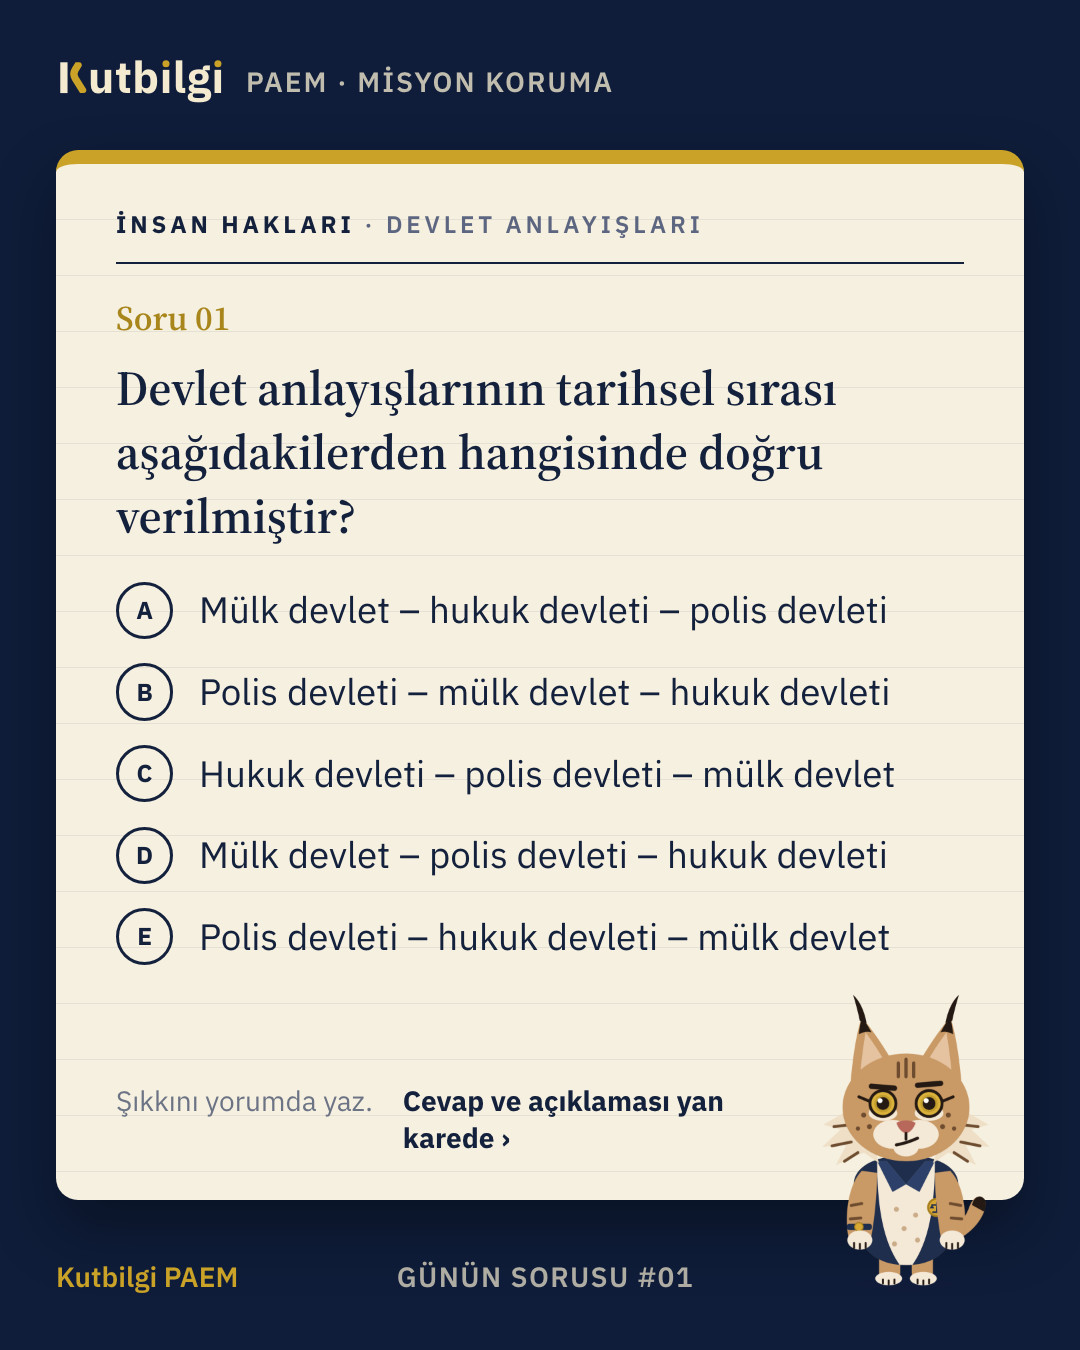 Kutbilgi PAEM · MİSYON KORUMA
İNSAN HAKLARI · DEVLET ANLAYIŞLARI
Soru 01
Devlet anlayışlarının tarihsel sırası
aşağıdakilerden hangisinde doğru
verilmiştir?
A Mülk devlet – hukuk devleti – polis devleti
B Polis devleti – mülk devlet – hukuk devleti
C Hukuk devleti – polis devleti – mülk devlet
D Mülk devlet – polis devleti – hukuk devleti
E Polis devleti – hukuk devleti – mülk devlet
Şıkkını yorumda yaz. Cevap ve açıklaması yan
karede ›
Kutbilgi PAEM GÜNÜN SORUSU #01